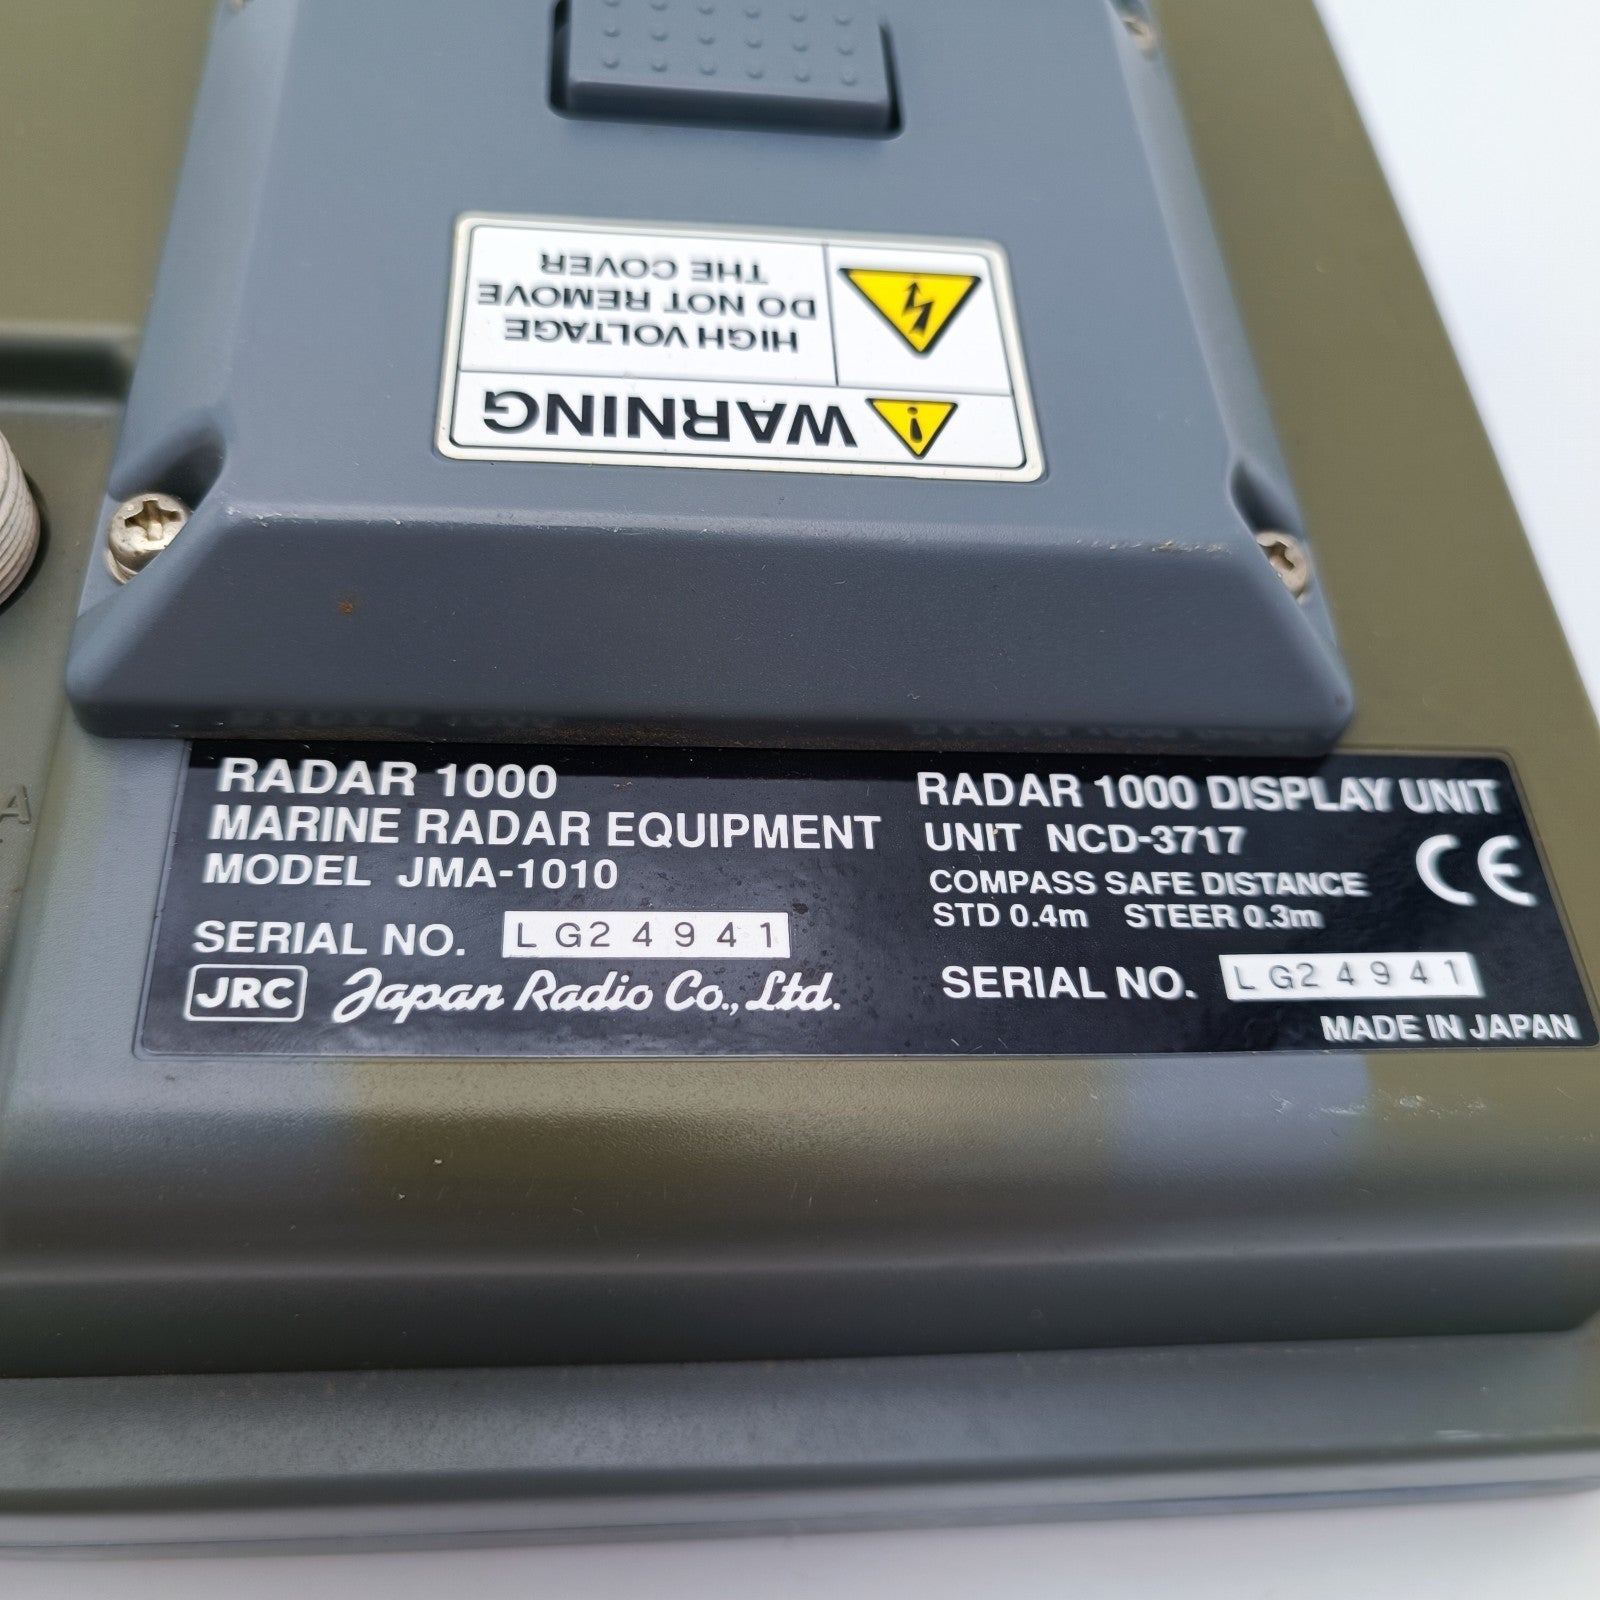 WARNING
HIGH VOLTAGE
DO NOT REMOVE
THE COVER
RADAR 1000
MARINE RADAR EQUIPMENT
MODEL JMA-1010
SERIAL NO. LG24941
JRC Japan Radio Co., Ltd.
RADAR 1000 DISPLAY UNIT
UNIT NCD-3717
CE
COMPASS SAFE DISTANCE
STD 0.4m STEER 0.3m
SERIAL NO. LG24941
MADE IN JAPAN